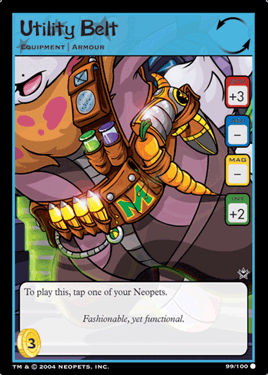 Utility Belt
EQUIPMENT | ARMOUR
+3
–
MAG
–
+2
M
To play this, tap one of your Neopets.
Fashionable, yet functional.
3
TM & © 2004 NEOPETS, INC.
99/100